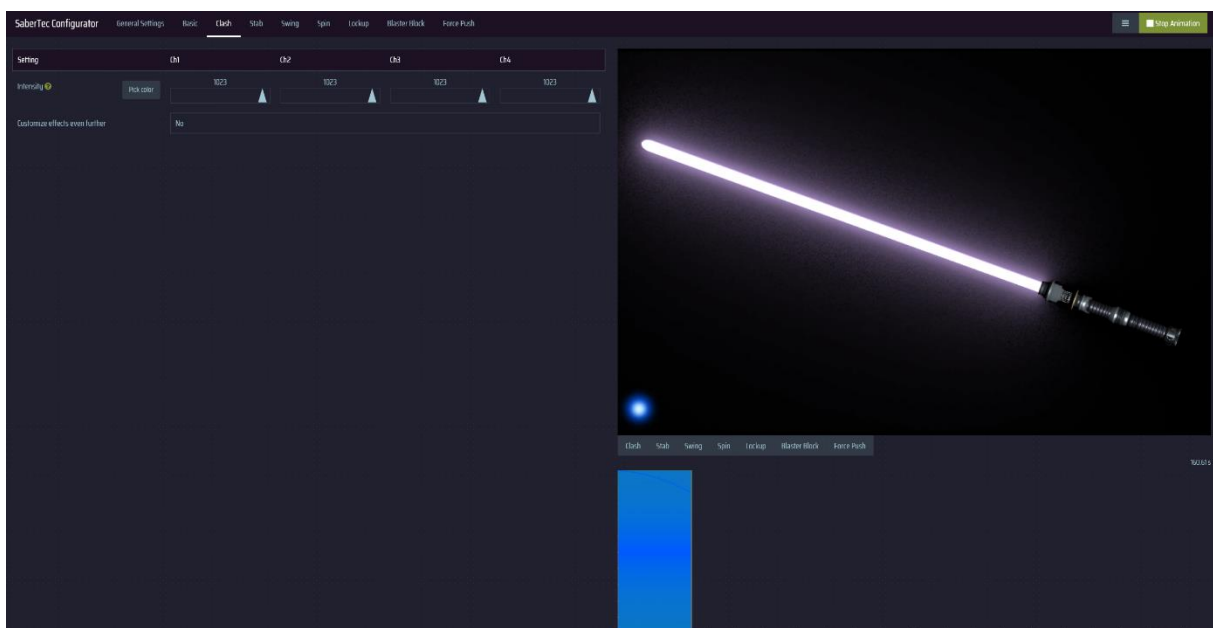 SaberTec Configurator General Settings Basic Clash Stab Swing Spin Lockup Blaster Block Force Push Stop Animation
Setting Ch1 Ch2 Ch3 Ch4
Intensity Pick color 1023 1023 1023 1023
Customize effects even further No
Clash Stab Swing Spin Lockup Blaster Block Force Push
160.61s